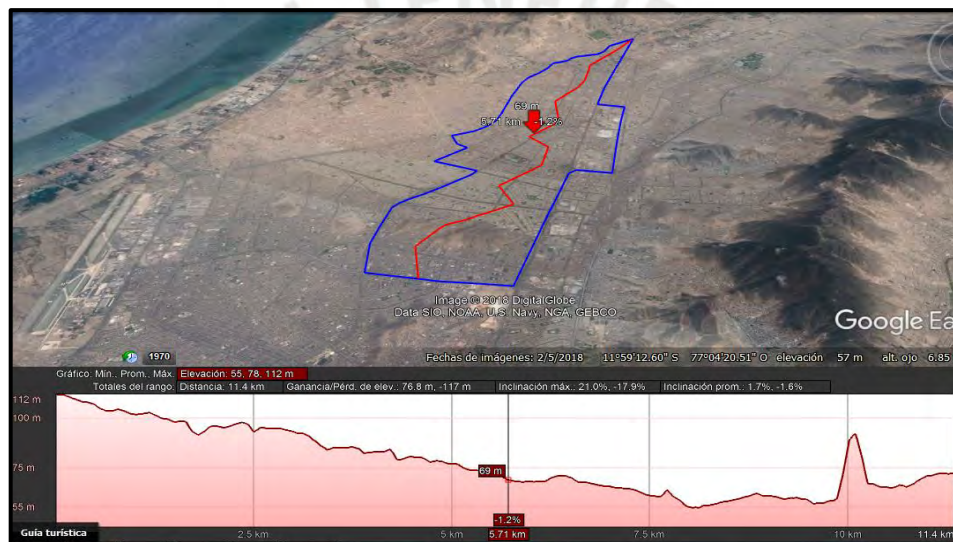 69 m
5.71 km -1.2%
Image © 2018 DigitalGlobe
Data SIO, NOAA, U.S. Navy, NGA, GEBCO
Google Ea
1970
Fechas de imágenes: 2/5/2018 11°59'12.60" S 77°04'20.51" O elevación 57 m alt. ojo 6.85
Gráfico: Mín., Prom., Máx. Elevación: 55, 78, 112 m
Totales del rango: Distancia: 11.4 km Ganancia/Pérd. de elev.: 76.8 m, -117 m Inclinación máx.: 21.0%, -17.9% Inclinación prom.: 1.7%, -1.6%
112 m
100 m
75 m
69 m
55 m
-1.2%
Guía turística 2.5 km 5 km 5.71 km 7.5 km 10 km 11.4 km